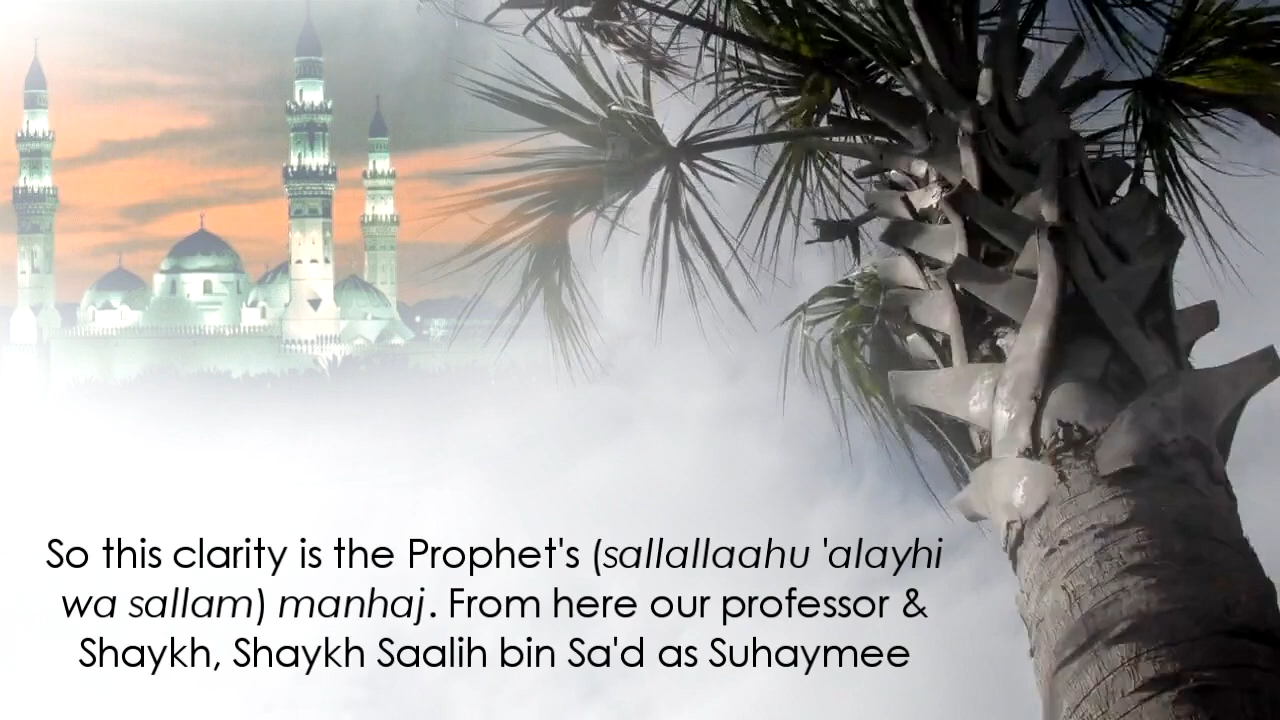 So this clarity is the Prophet's (sallallaahu 'alayhi
wa sallam) manhaj. From here our professor &
Shaykh, Shaykh Saalih bin Sa'd as Suhaymee